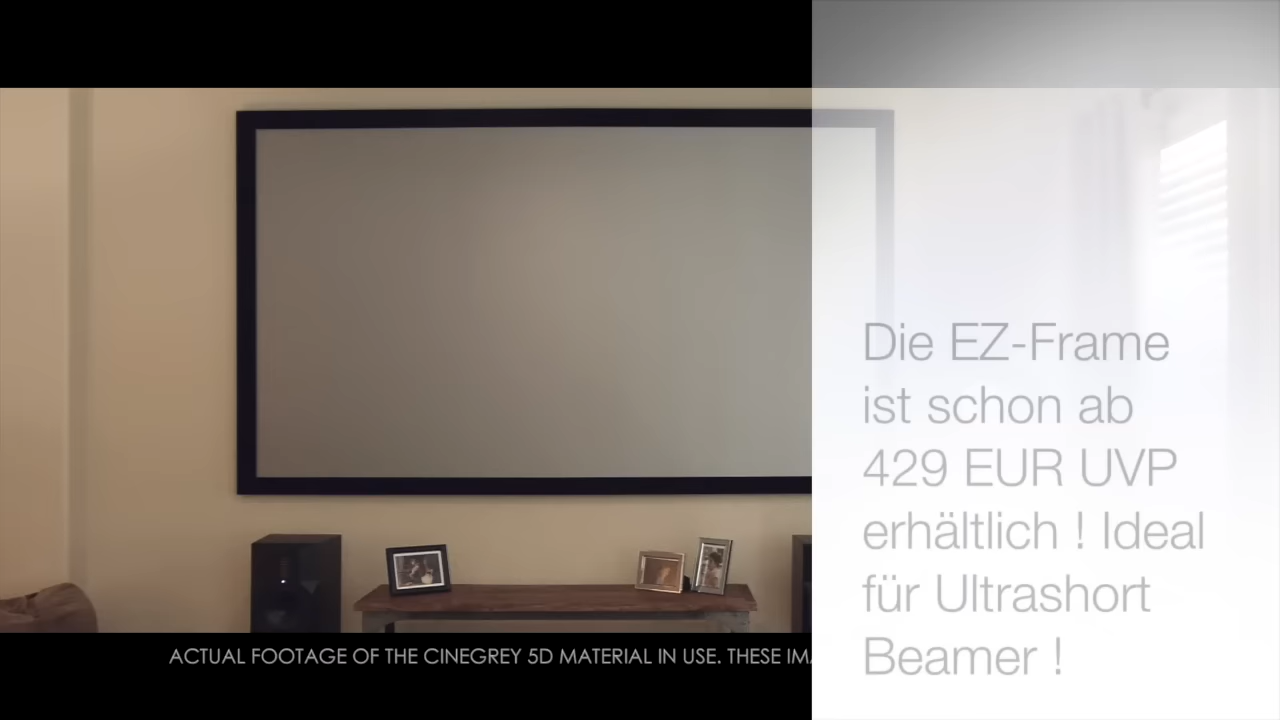 Die EZ-Frame
ist schon ab
429 EUR UVP
erhältlich ! Ideal
für Ultrashort
Beamer !
ACTUAL FOOTAGE OF THE CINEGREY 5D MATERIAL IN USE. THESE